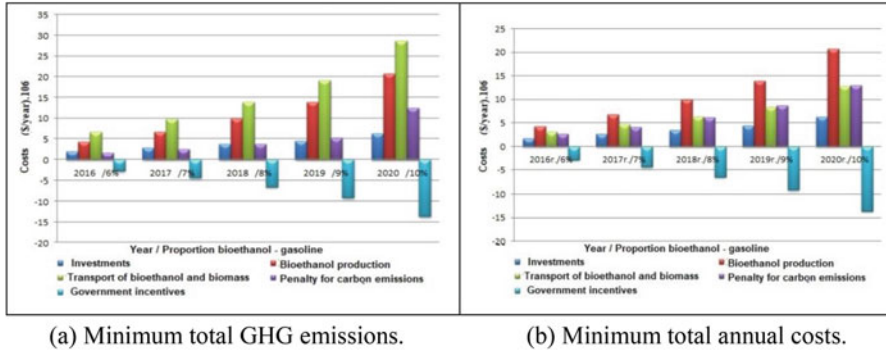 35
30
25
20
15
10
5
0
-5
-10
-15
-20
Costs ($/year).106
2016 /6% 2017 /7% 2018 /8% 2019 /9% 2020 /10%
Year / Proportion bioethanol - gasoline
Investments Bioethanol production
Transport of bioethanol and biomass Penalty for carbon emissions
Government incentives
(a) Minimum total GHG emissions.
25
20
15
10
5
0
-5
-10
-15
-20
Costs ($/year).106
2016r./6% 2017r./7% 2018r./8% 2019r./9% 2020r./10%
Year / Proportion bioethanol - gasoline
Investments Bioethanol production
Transport of bioethanol and biomass Penalty for carbon emissions
Government incentives
(b) Minimum total annual costs.